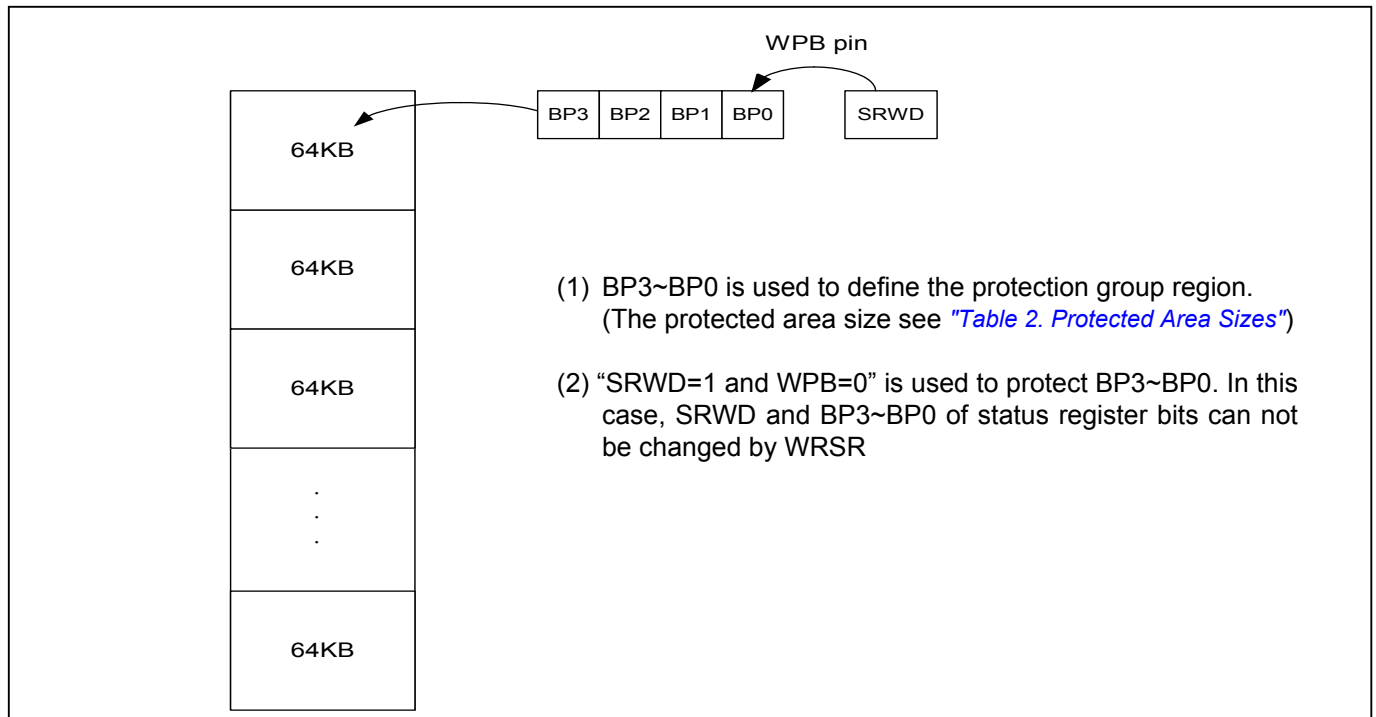 WPB pin
BP3 BP2 BP1 BP0 SRWD
64KB
64KB
64KB
.
.
.
64KB
(1) BP3~BP0 is used to define the protection group region.
(The protected area size see "Table 2. Protected Area Sizes")
(2) “SRWD=1 and WPB=0” is used to protect BP3~BP0. In this
case, SRWD and BP3~BP0 of status register bits can not
be changed by WRSR